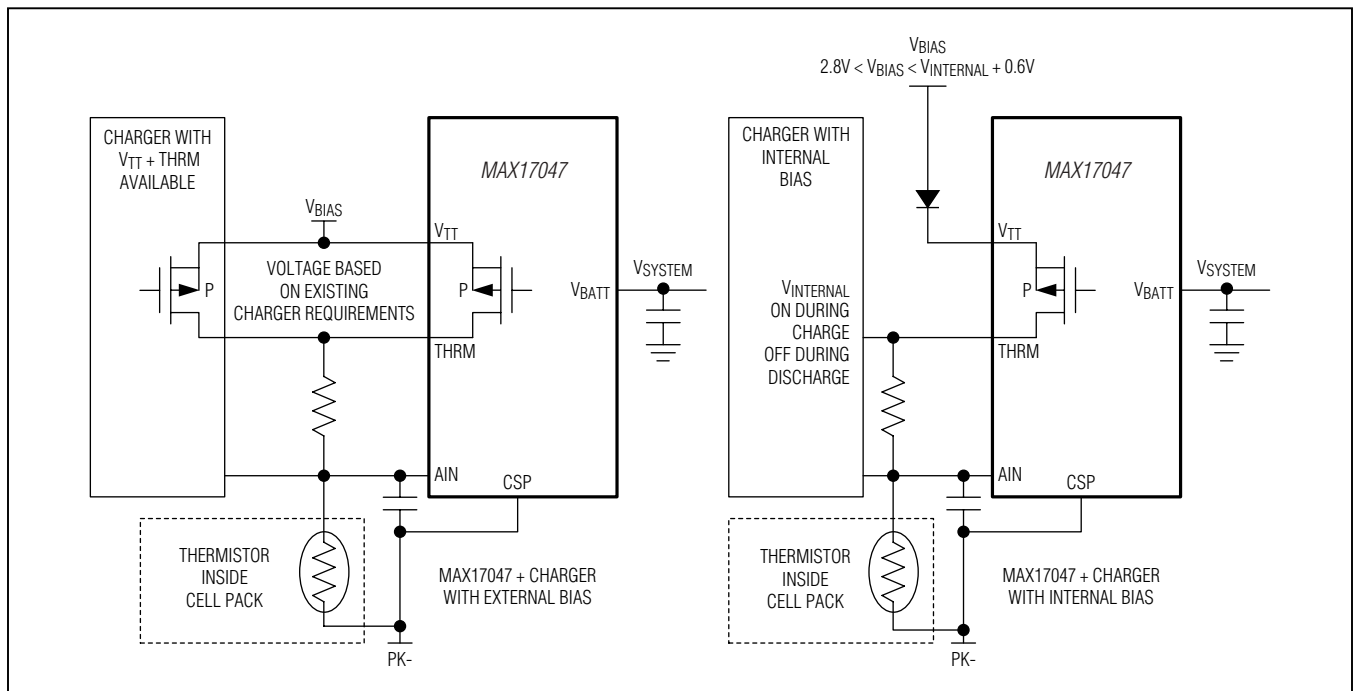 CHARGER WITH
VTT + THRM
AVAILABLE
VBIAS
VOLTAGE BASED
ON EXISTING
CHARGER REQUIREMENTS
P
MAX17047
VTT
P
THRM
VBATT
VSYSTEM
AIN
CSP
THERMISTOR
INSIDE
CELL PACK
MAX17047 + CHARGER
WITH EXTERNAL BIAS
PK-
VBIAS
2.8V < VBIAS < VINTERNAL + 0.6V
CHARGER WITH
INTERNAL
BIAS
VINTERNAL
ON DURING
CHARGE
OFF DURING
DISCHARGE
MAX17047
VTT
P
THRM
VBATT
VSYSTEM
AIN
CSP
THERMISTOR
INSIDE
CELL PACK
MAX17047 + CHARGER
WITH INTERNAL BIAS
PK-